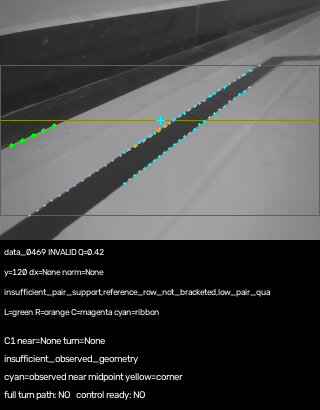 data_0469 INVALID Q=0.42
y=120 dx=None norm=None
insufficient_pair_support,reference_row_not_bracketed,low_pair_qua
L=green R=orange C=magenta cyan=ribbon
C1 near=None turn=None
insufficient_observed_geometry
cyan=observed near midpoint yellow=corner
full turn path: NO control ready: NO